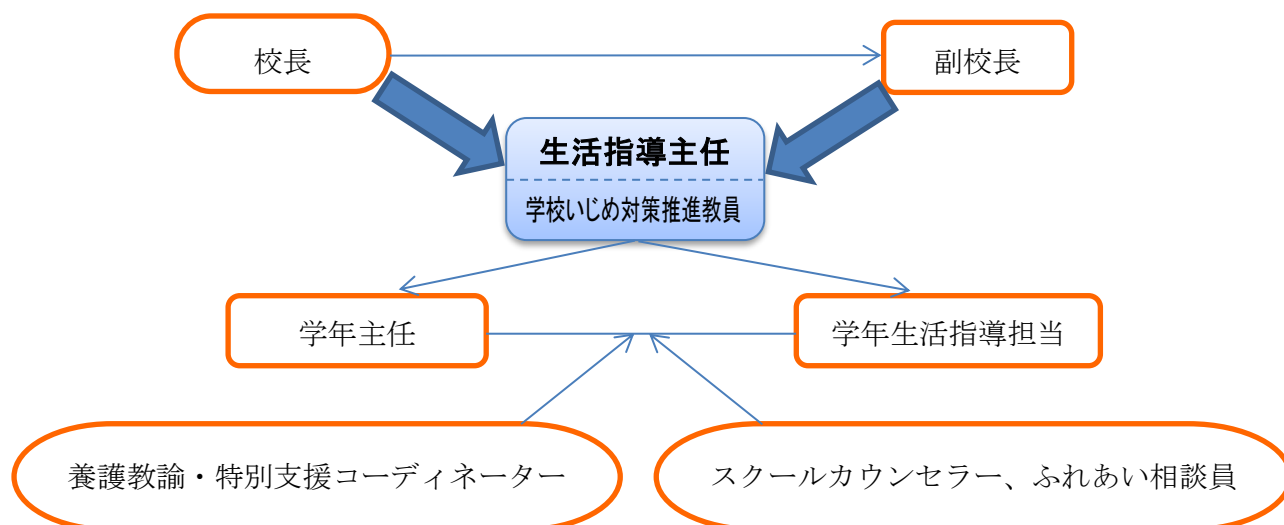 校長
副校長
生活指導主任
学校いじめ対策推進教員
学年主任
学年生活指導担当
養護教諭・特別支援コーディネーター
スクールカウンセラー、ふれあい相談員